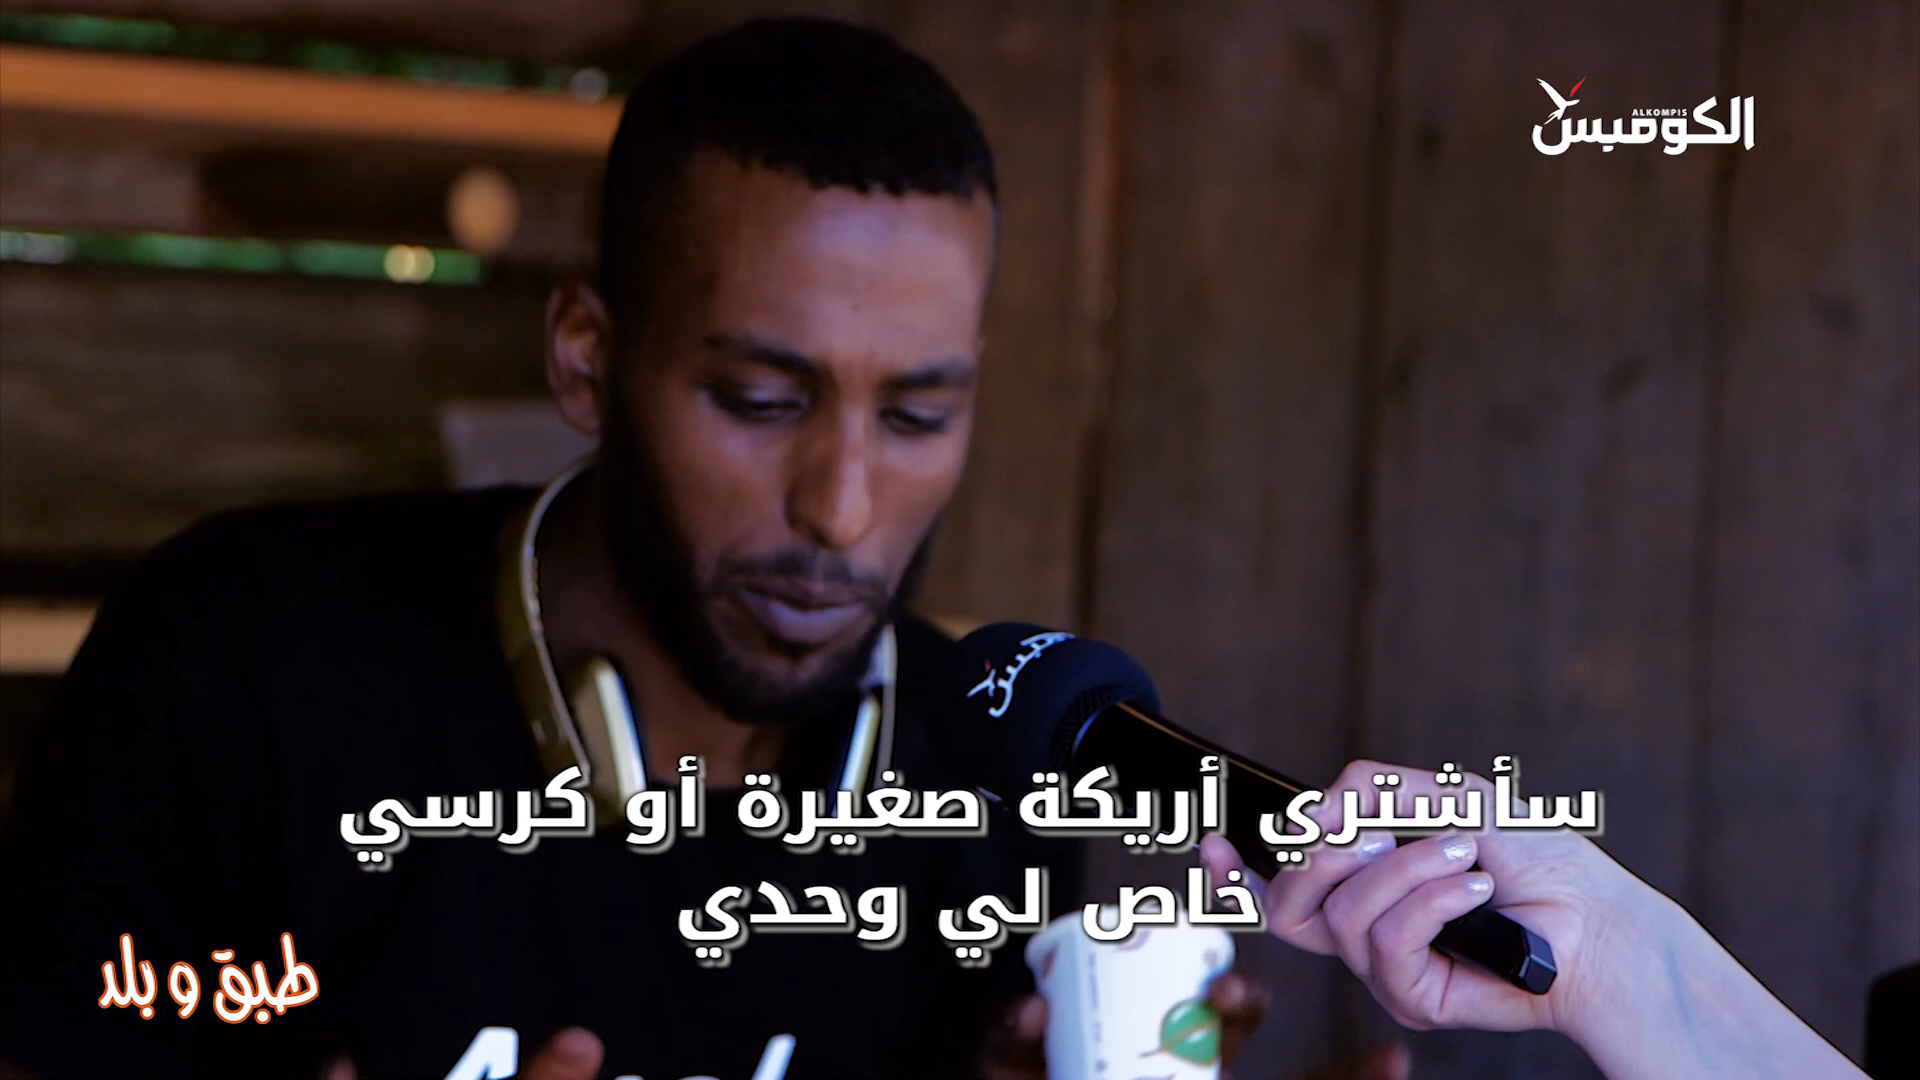 الكومبس
ALKOMPIS
سأشتري أريكة صغيرة أو كرسي
خاص لي وحدي
طبق و بلد